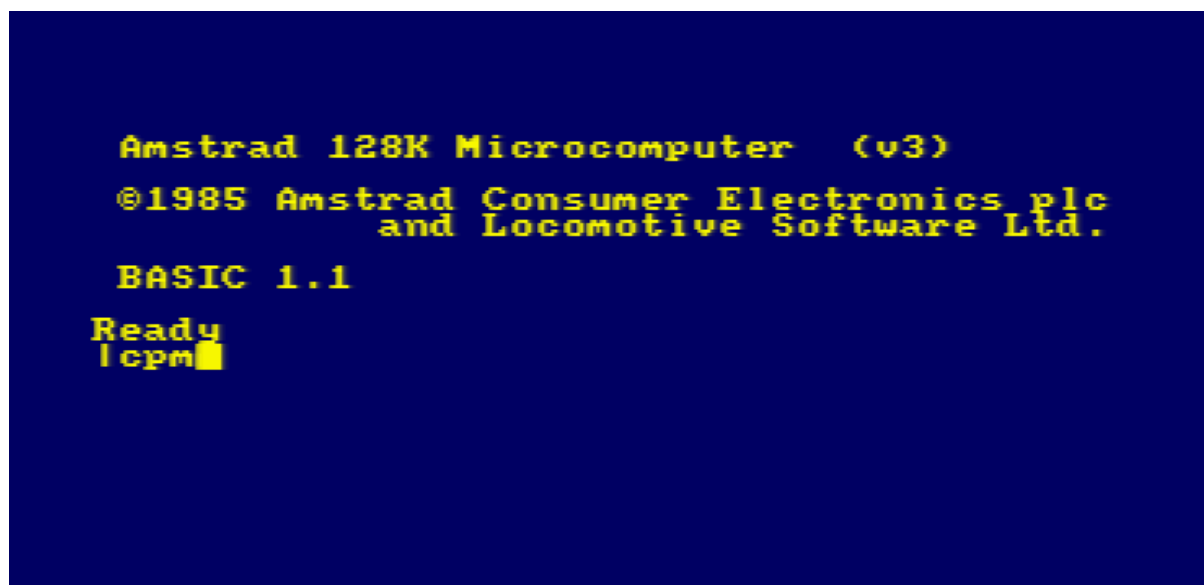 Amstrad 128K Microcomputer  (v3)
©1985 Amstrad Consumer Electronics plc
and Locomotive Software Ltd.
BASIC 1.1
Ready
|cpm